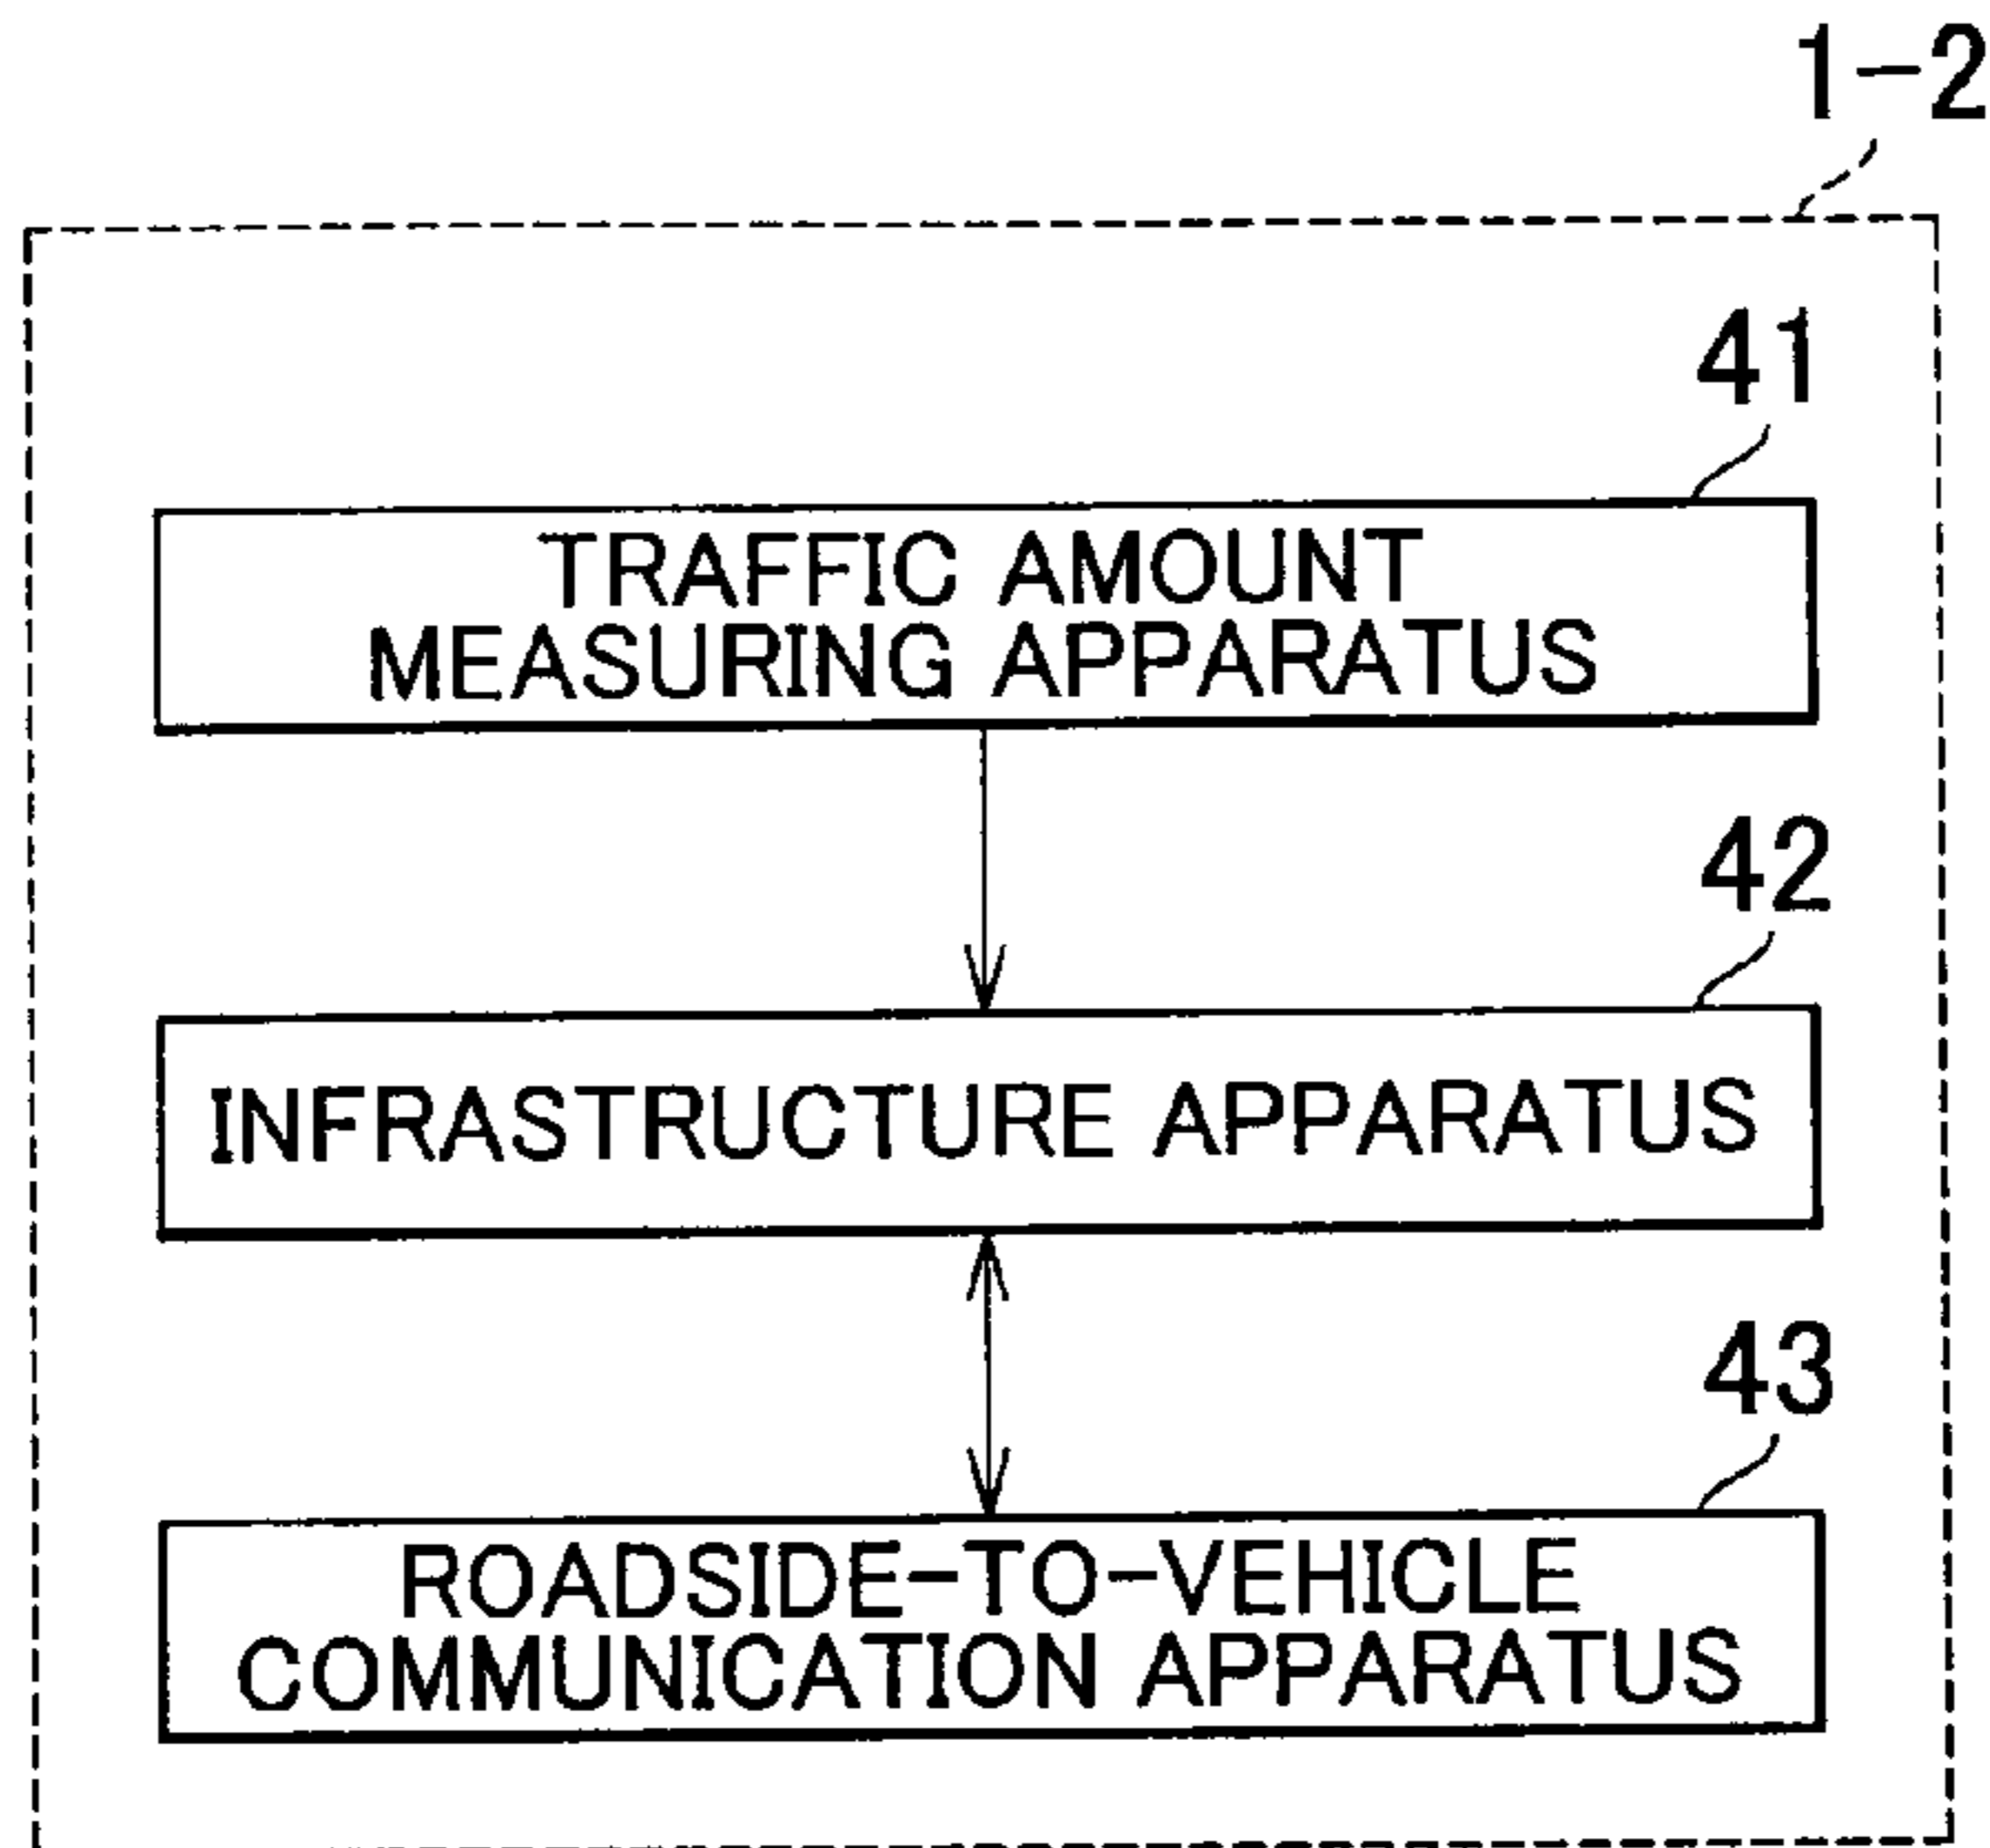 1-2
41
TRAFFIC AMOUNT
MEASURING APPARATUS
42
INFRASTRUCTURE APPARATUS
43
ROADSIDE-TO-VEHICLE
COMMUNICATION APPARATUS